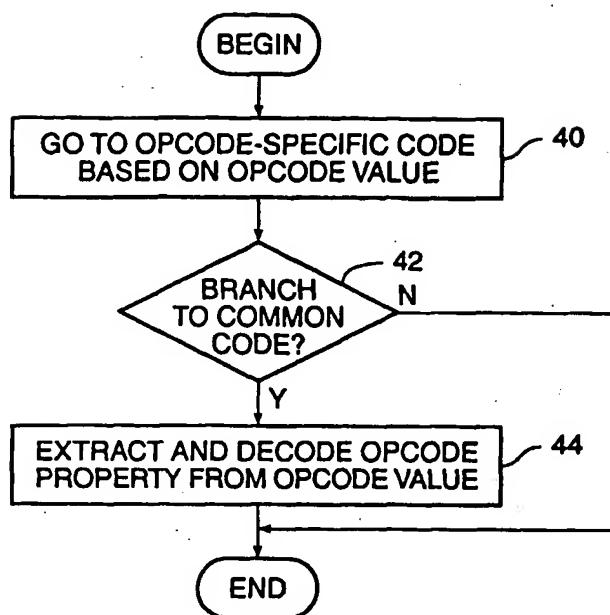 BEGIN
GO TO OPCODE-SPECIFIC CODE
BASED ON OPCODE VALUE
40
42
BRANCH
TO COMMON
CODE?
N
Y
EXTRACT AND DECODE OPCODE
PROPERTY FROM OPCODE VALUE
44
END